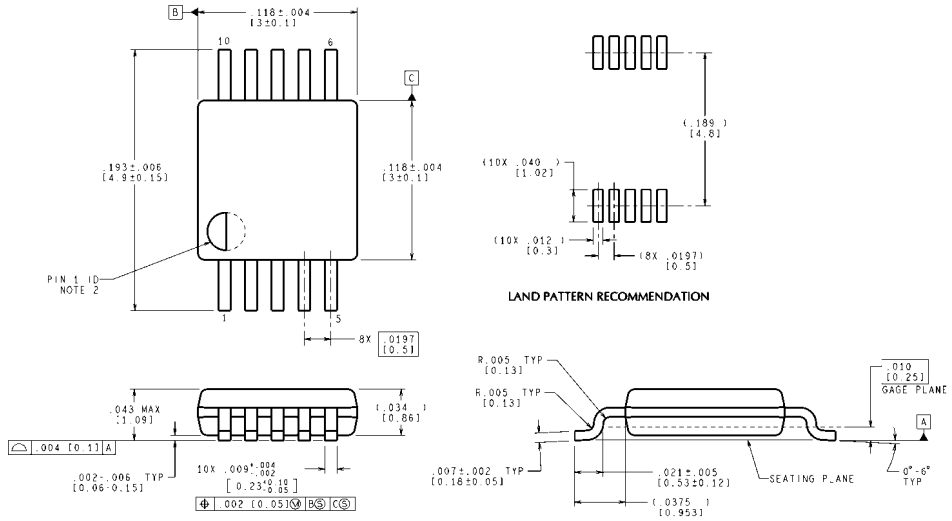 B
.118±.004
[3±0.1]
10
6
C
.193±.006
[4.9±0.15]
.118±.004
[3±0.1]
PIN 1 ID
NOTE 2
1
5
8X .0197
[0.5]
(.189 )
[4.8]
(10X .040 )
[1.02]
(10X .012 )
[0.3]
(8X .0197)
[0.5]
LAND PATTERN RECOMMENDATION
.043 MAX
[1.09]
(.034 )
[0.86]
⌓ .004 [0.1] A
.002-.006 TYP
[0.06-0.15]
10X .009 +.004 -.002
[0.23 +0.10 -0.05]
⌖ .002 [0.05]Ⓜ BⓈ CⓈ
R.005 TYP
[0.13]
R.005 TYP
[0.13]
.010
[0.25]
GAGE PLANE
A
.007±.002 TYP
[0.18±0.05]
.021±.005
[0.53±0.12]
(.0375 )
[0.953]
SEATING PLANE
0°-6°
TYP